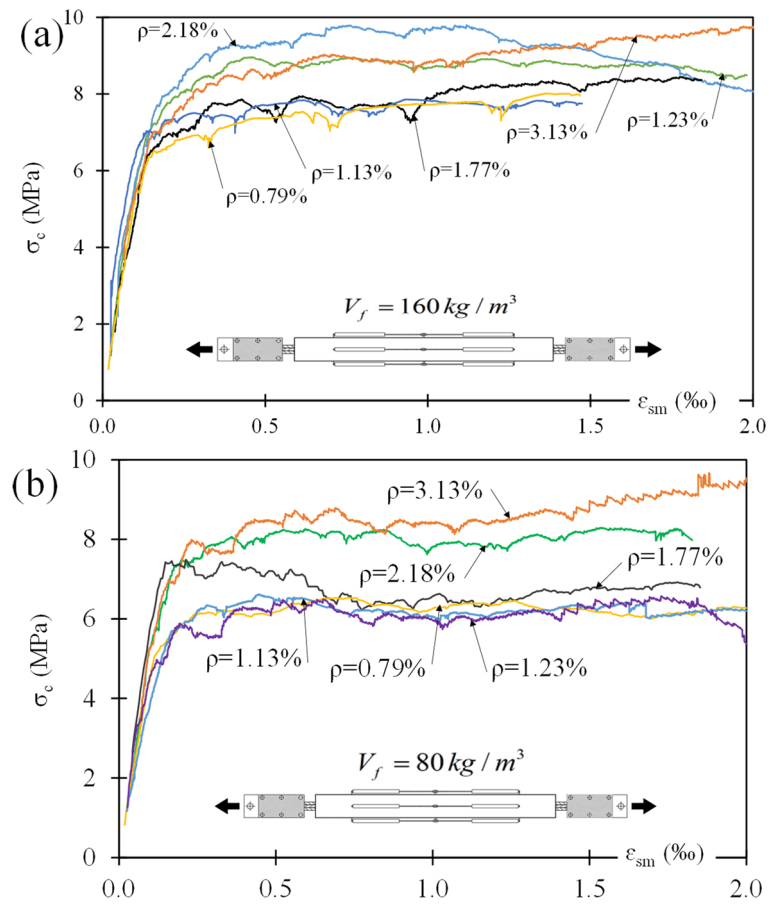 (a)
10
8
6
4
2
0
σc (MPa)
ρ=2.18%
ρ=3.13%
ρ=1.23%
ρ=1.13%
ρ=1.77%
ρ=0.79%
V_f = 160 kg / m³
0.0 0.5 1.0 1.5 2.0
εsm (‰)
(b)
10
8
6
4
2
0
σc (MPa)
ρ=3.13%
ρ=2.18%
ρ=1.77%
ρ=1.13%
ρ=0.79%
ρ=1.23%
V_f = 80 kg / m³
εsm (‰)
0.0 0.5 1.0 1.5 2.0